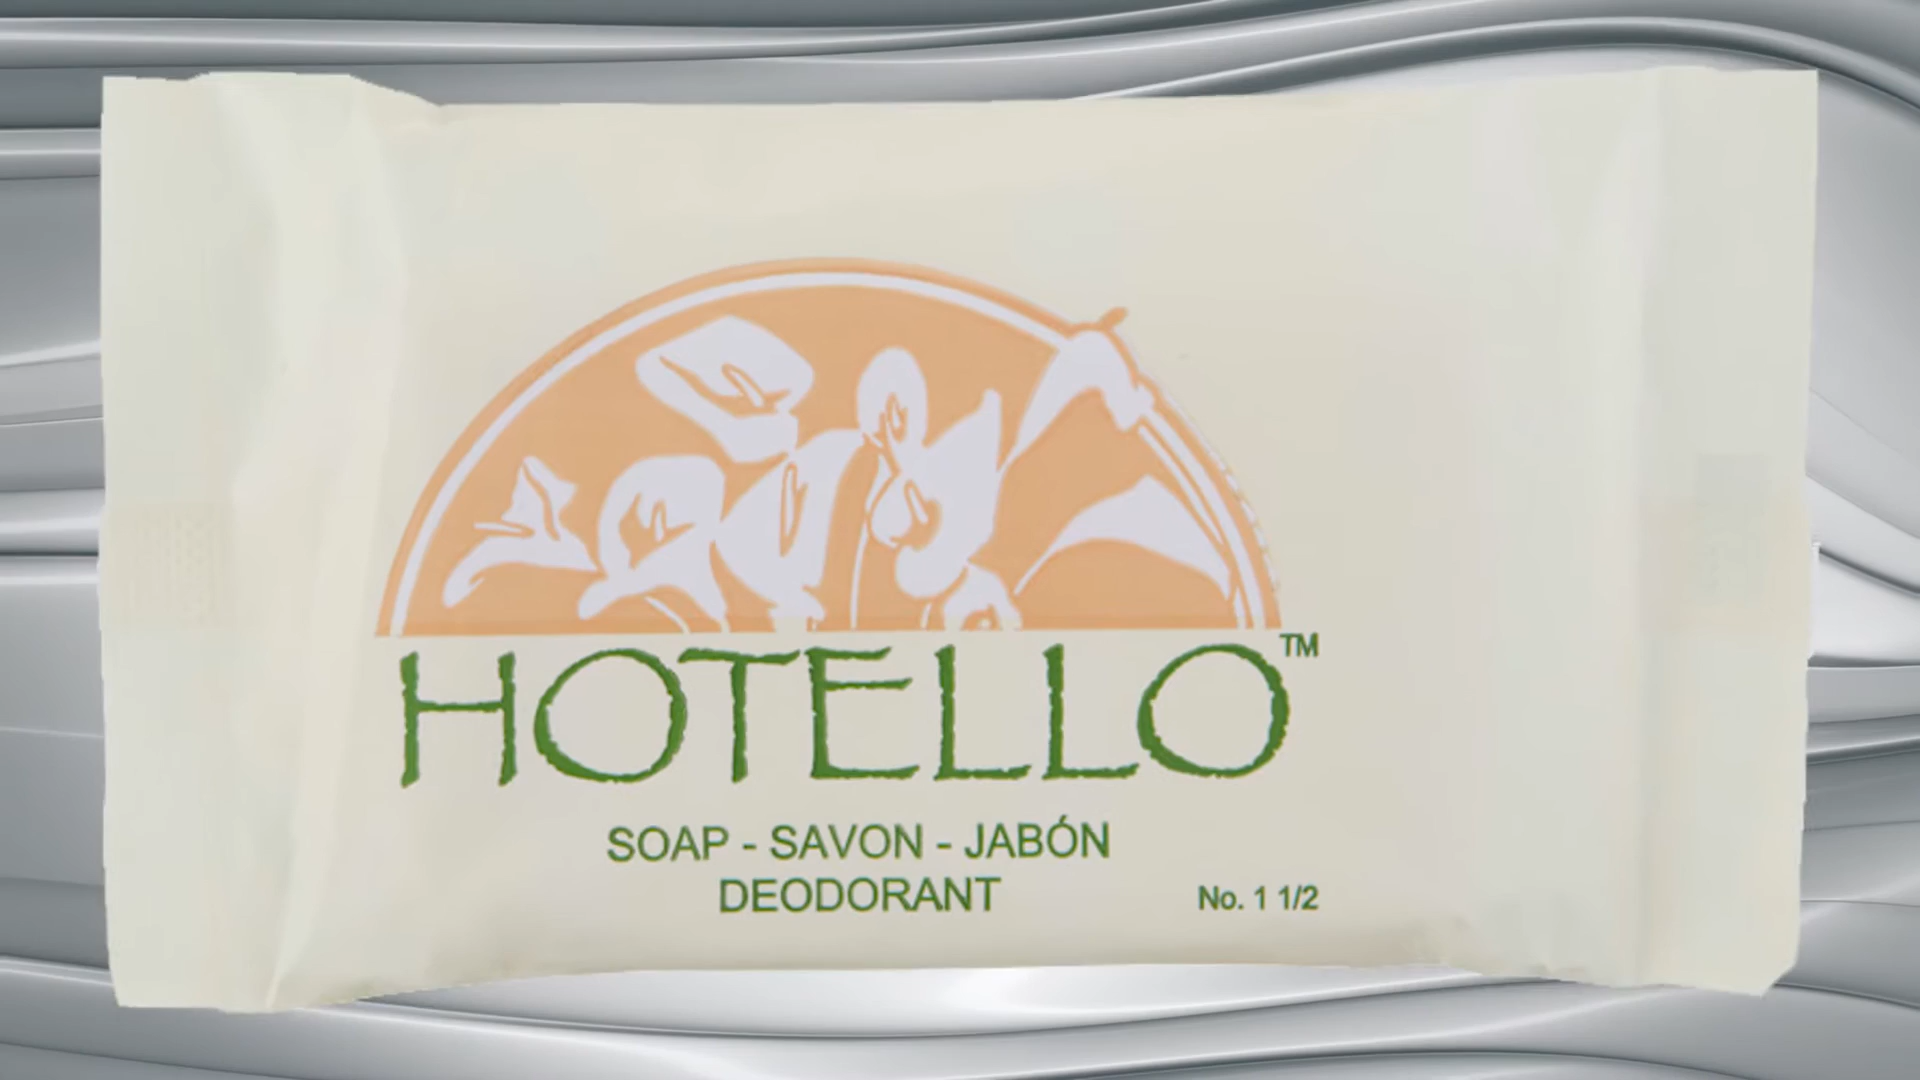 HOTELLO™
SOAP - SAVON - JABÓN
DEODORANT
No. 1 1/2